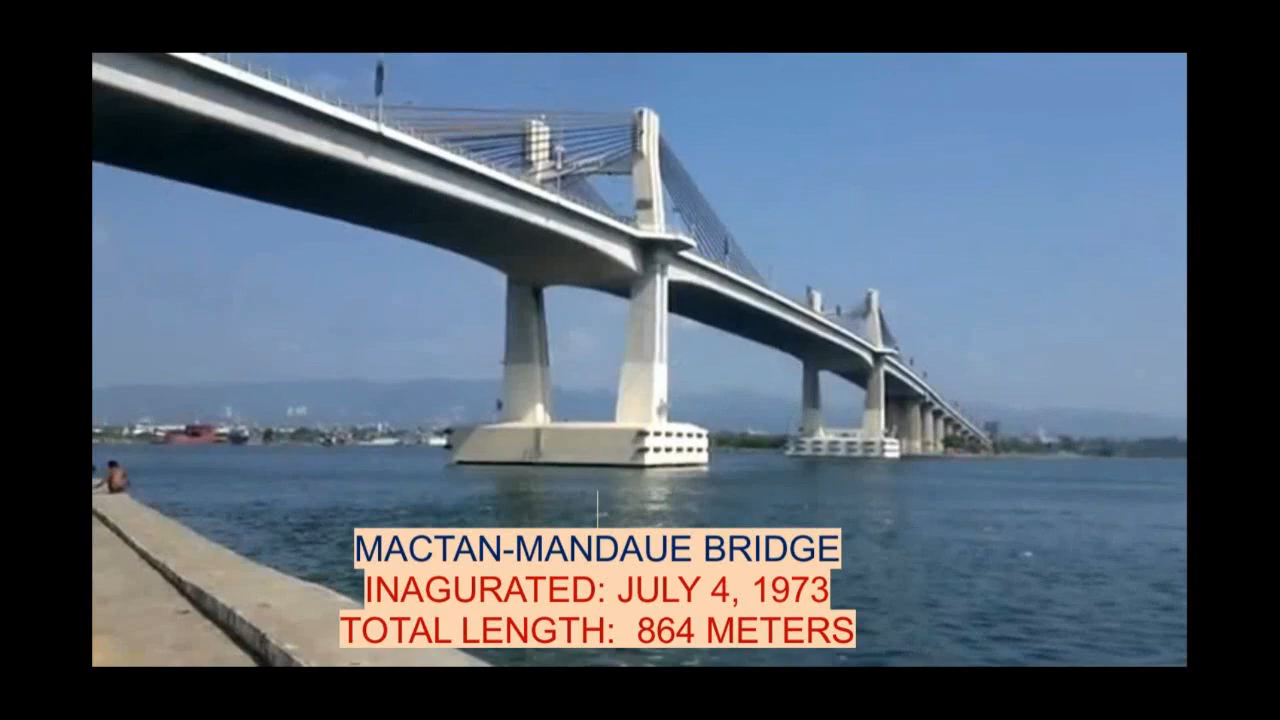 MACTAN-MANDAUE BRIDGE
INAGURATED: JULY 4, 1973
TOTAL LENGTH: 864 METERS